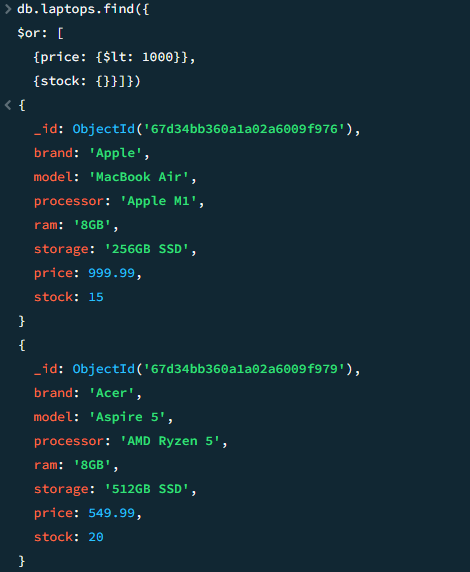 > db.laptops.find({
$or: [
{price: {$lt: 1000}},
{stock: {}}]})
< {
_id: ObjectId('67d34bb360a1a02a6009f976'),
brand: 'Apple',
model: 'MacBook Air',
processor: 'Apple M1',
ram: '8GB',
storage: '256GB SSD',
price: 999.99,
stock: 15
}
{
_id: ObjectId('67d34bb360a1a02a6009f979'),
brand: 'Acer',
model: 'Aspire 5',
processor: 'AMD Ryzen 5',
ram: '8GB',
storage: '512GB SSD',
price: 549.99,
stock: 20
}